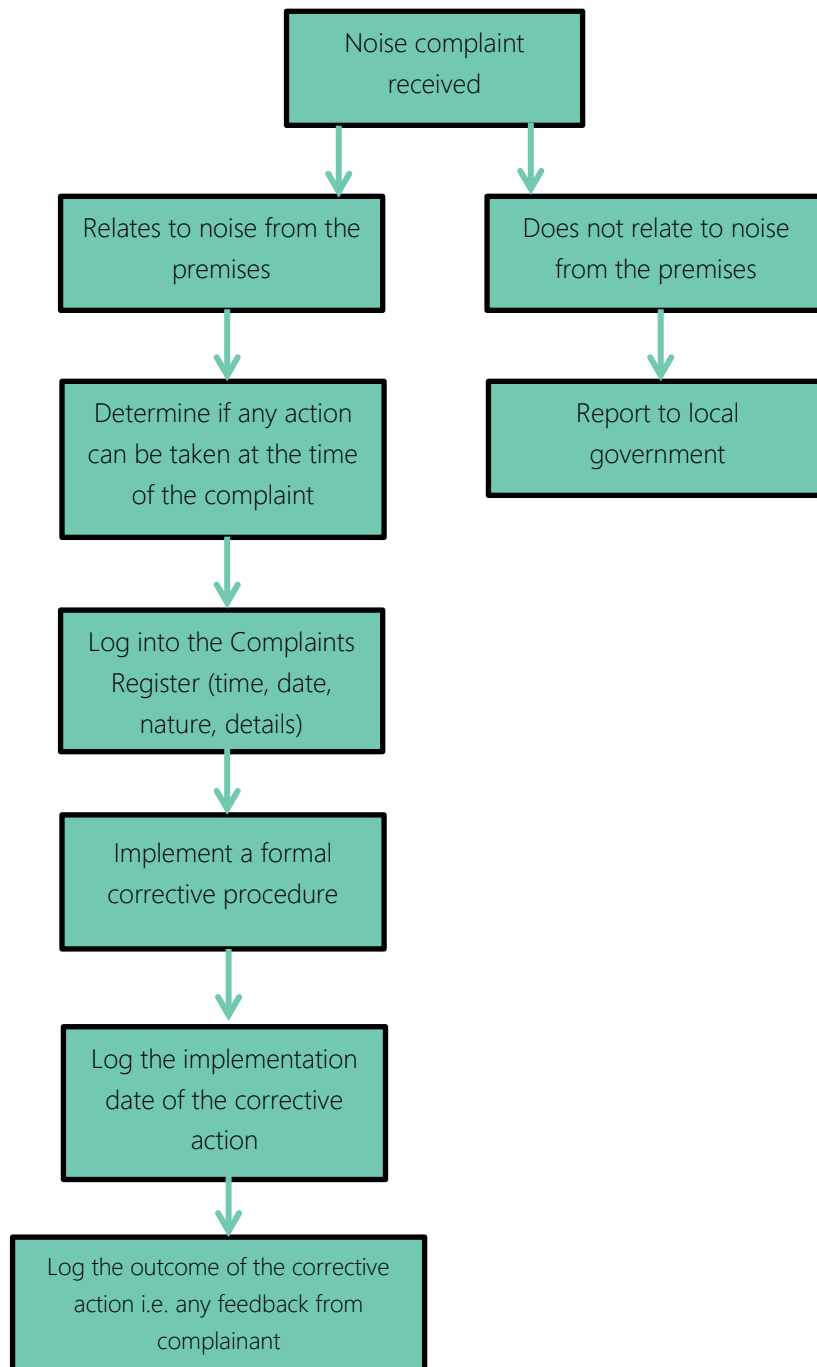 Noise complaint
received
Relates to noise from the
premises
Does not relate to noise
from the premises
Determine if any action
can be taken at the time
of the complaint
Report to local
government
Log into the Complaints
Register (time, date,
nature, details)
Implement a formal
corrective procedure
Log the implementation
date of the corrective
action
Log the outcome of the corrective
action i.e. any feedback from
complainant